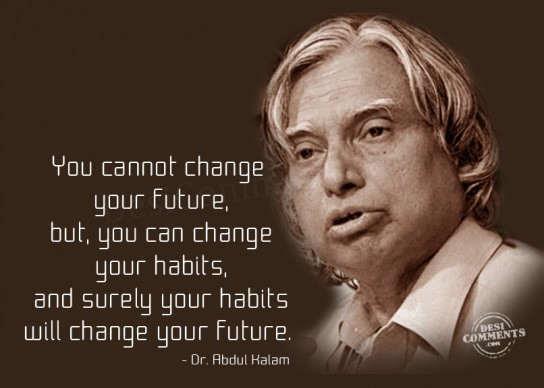 You cannot change
your future,
but, you can change
your habits,
and surely your habits
will change your future.
- Dr. Abdul Kalam
DESI
COMMENTS
.COM